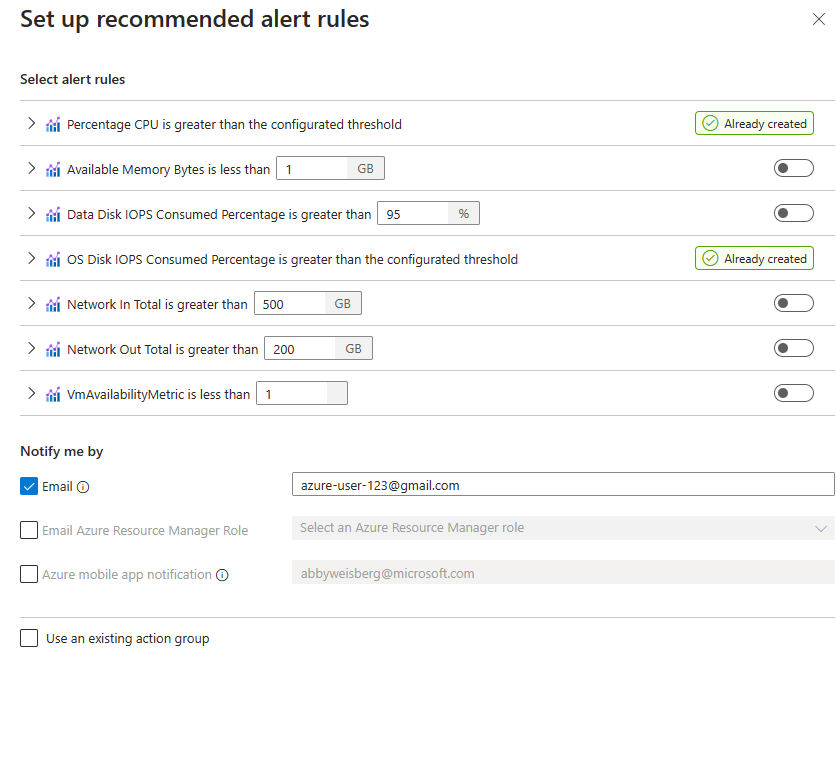 Set up recommended alert rules
Select alert rules
Percentage CPU is greater than the configurated threshold Already created
Available Memory Bytes is less than 1 GB
Data Disk IOPS Consumed Percentage is greater than 95 %
OS Disk IOPS Consumed Percentage is greater than the configurated threshold Already created
Network In Total is greater than 500 GB
Network Out Total is greater than 200 GB
VmAvailabilityMetric is less than 1
Notify me by
Email azure-user-123@gmail.com
Email Azure Resource Manager Role Select an Azure Resource Manager role
Azure mobile app notification abbyweisberg@microsoft.com
Use an existing action group